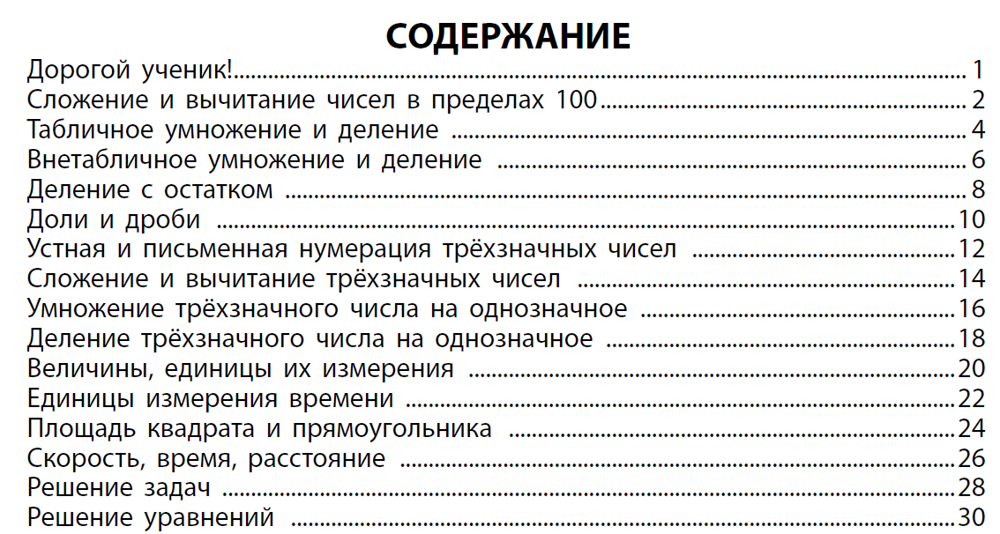 СОДЕРЖАНИЕ
Дорогой ученик!.......... 1
Сложение и вычитание чисел в пределах 100.......... 2
Табличное умножение и деление .......... 4
Внетабличное умножение и деление .......... 6
Деление с остатком .......... 8
Доли и дроби ..........10
Устная и письменная нумерация трёхзначных чисел ..........12
Сложение и вычитание трёхзначных чисел ..........14
Умножение трёхзначного числа на однозначное ..........16
Деление трёхзначного числа на однозначное ..........18
Величины, единицы их измерения ..........20
Единицы измерения времени ..........22
Площадь квадрата и прямоугольника ..........24
Скорость, время, расстояние ..........26
Решение задач ..........28
Решение уравнений ..........30